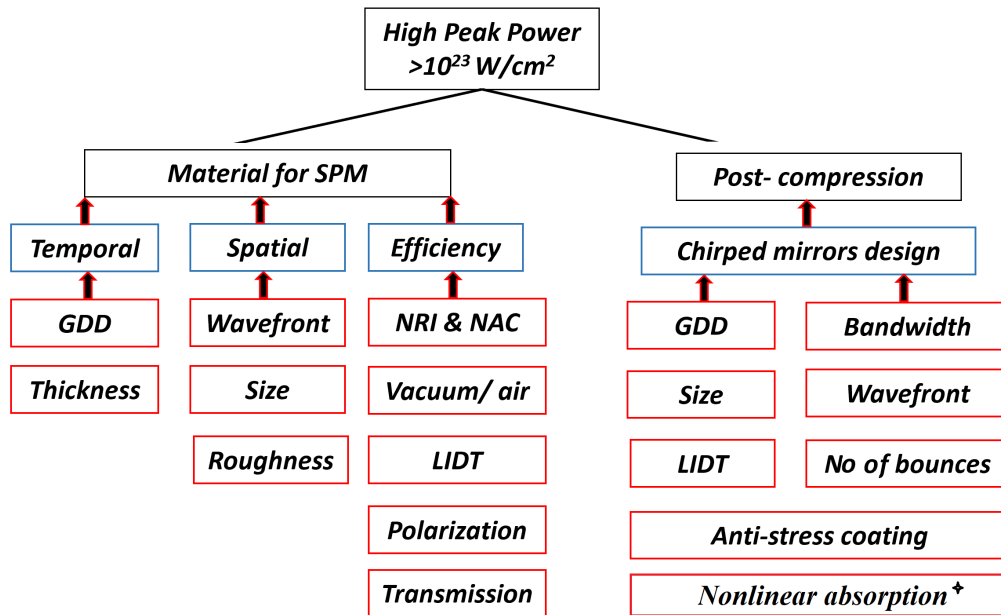 High Peak Power
>10²³ W/cm²
Material for SPM
Post- compression
Temporal
Spatial
Efficiency
Chirped mirrors design
GDD
Wavefront
NRI & NAC
GDD
Bandwidth
Thickness
Size
Vacuum/ air
Size
Wavefront
Roughness
LIDT
LIDT
No of bounces
Polarization
Anti-stress coating
Transmission
Nonlinear absorption✦